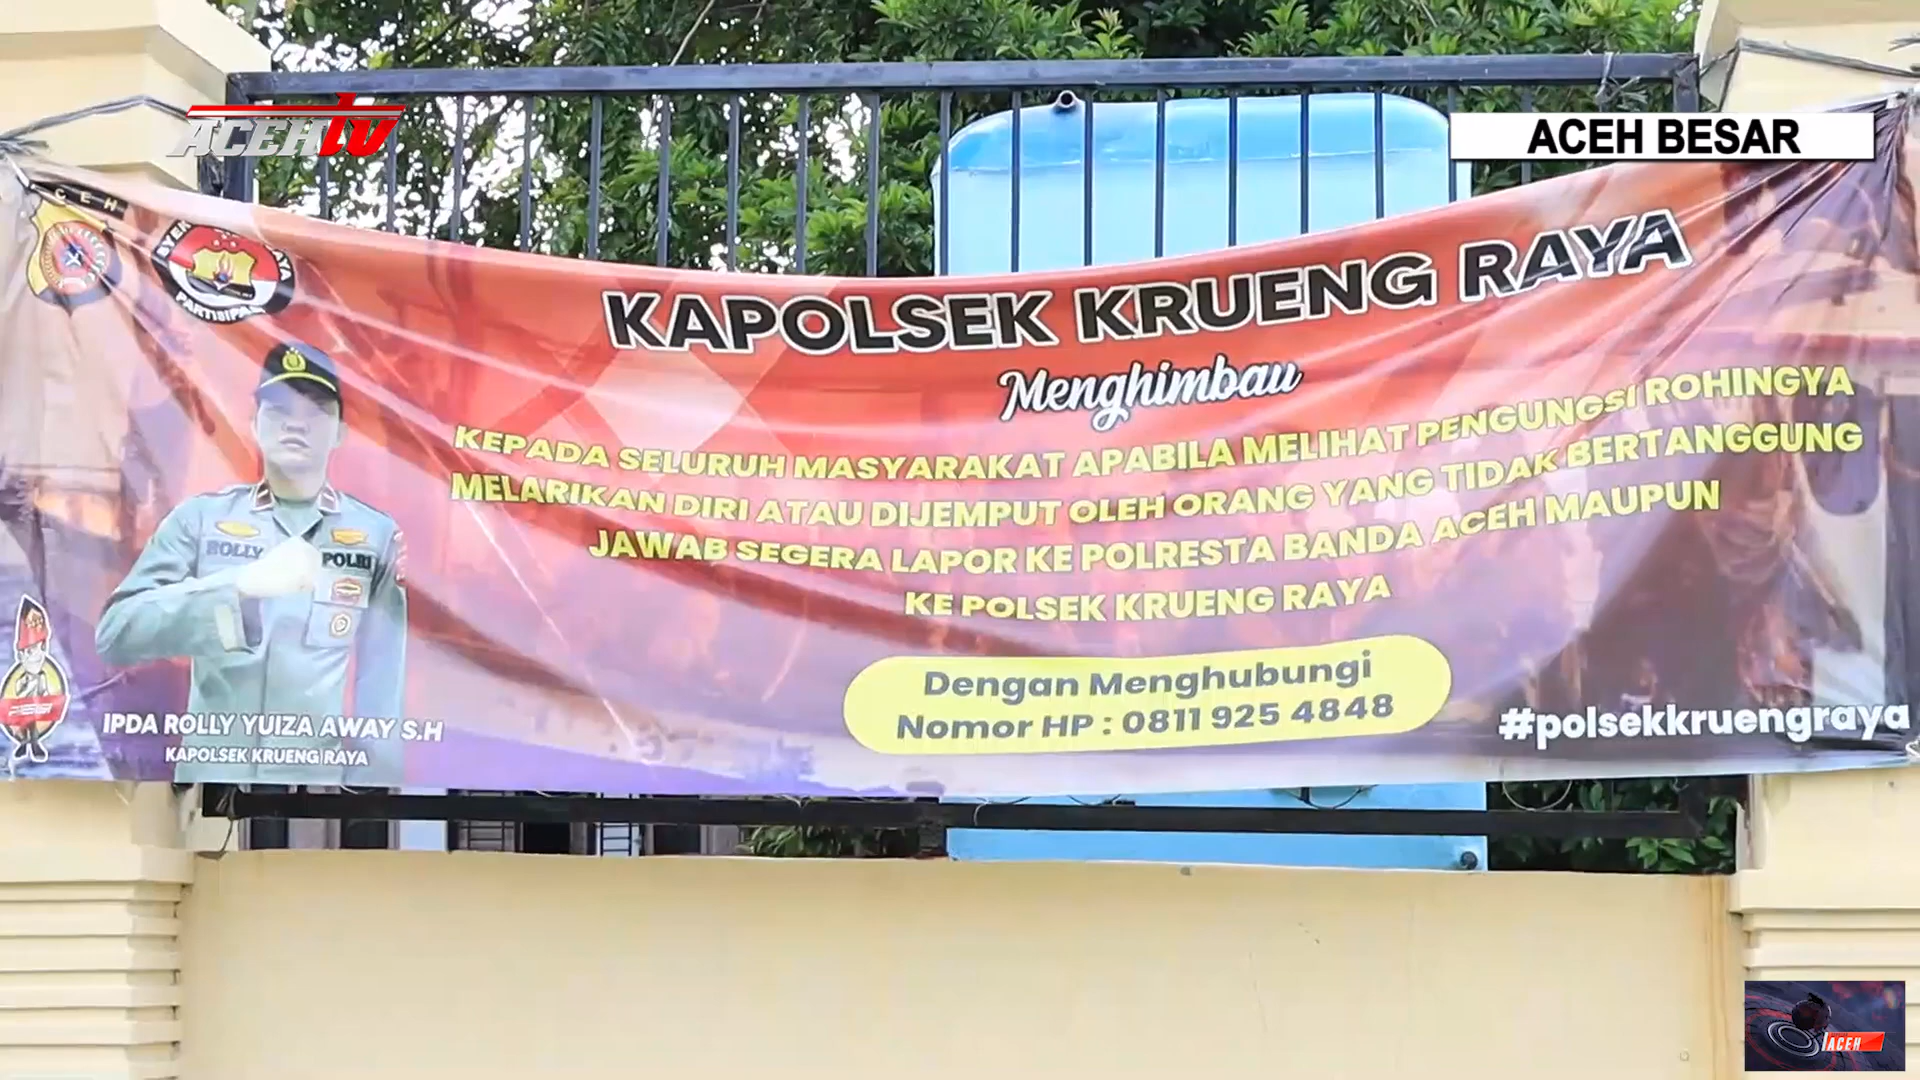 ACEHtv
ACEH BESAR
ACEH
PARTISIPASI
KAPOLSEK KRUENG RAYA
Menghimbau
KEPADA SELURUH MASYARAKAT APABILA MELIHAT PENGUNGSI ROHINGYA
MELARIKAN DIRI ATAU DIJEMPUT OLEH ORANG YANG TIDAK BERTANGGUNG
JAWAB SEGERA LAPOR KE POLRESTA BANDA ACEH MAUPUN
KE POLSEK KRUENG RAYA
Dengan Menghubungi
Nomor HP : 0811 925 4848
#polsekkruengraya
ROLLY
POLRI
IPDA ROLLY YUIZA AWAY S.H
KAPOLSEK KRUENG RAYA
ACEH